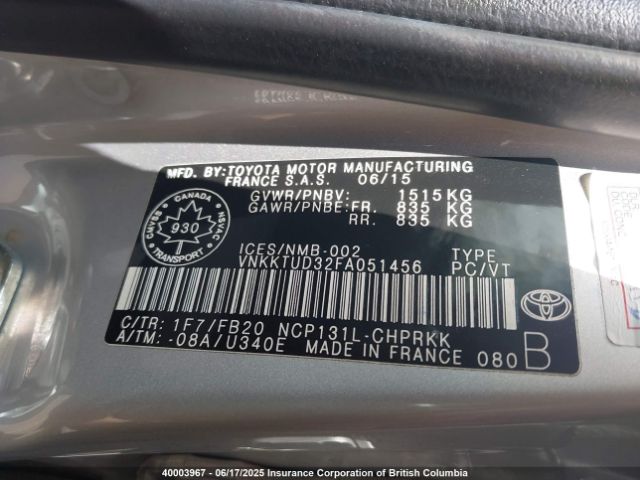 MFD. BY:TOYOTA MOTOR MANUFACTURING
FRANCE S.A.S. 06/15
GVWR/PNBV: 1515 KG
GAWR/PNBE:FR. 835 KG
RR. 835 KG
CANADA
CMVSS
930
NSVAC
ICES/NMB-002 TYPE
VNKKTUD32FA051456 PC/VT
C/TR: 1F7/FB20 NCP131L-CHPRKK
A/TM: -08A/U340E MADE IN FRANCE 080 B
40003967 - 06/17/2025 Insurance Corporation of British Columbia